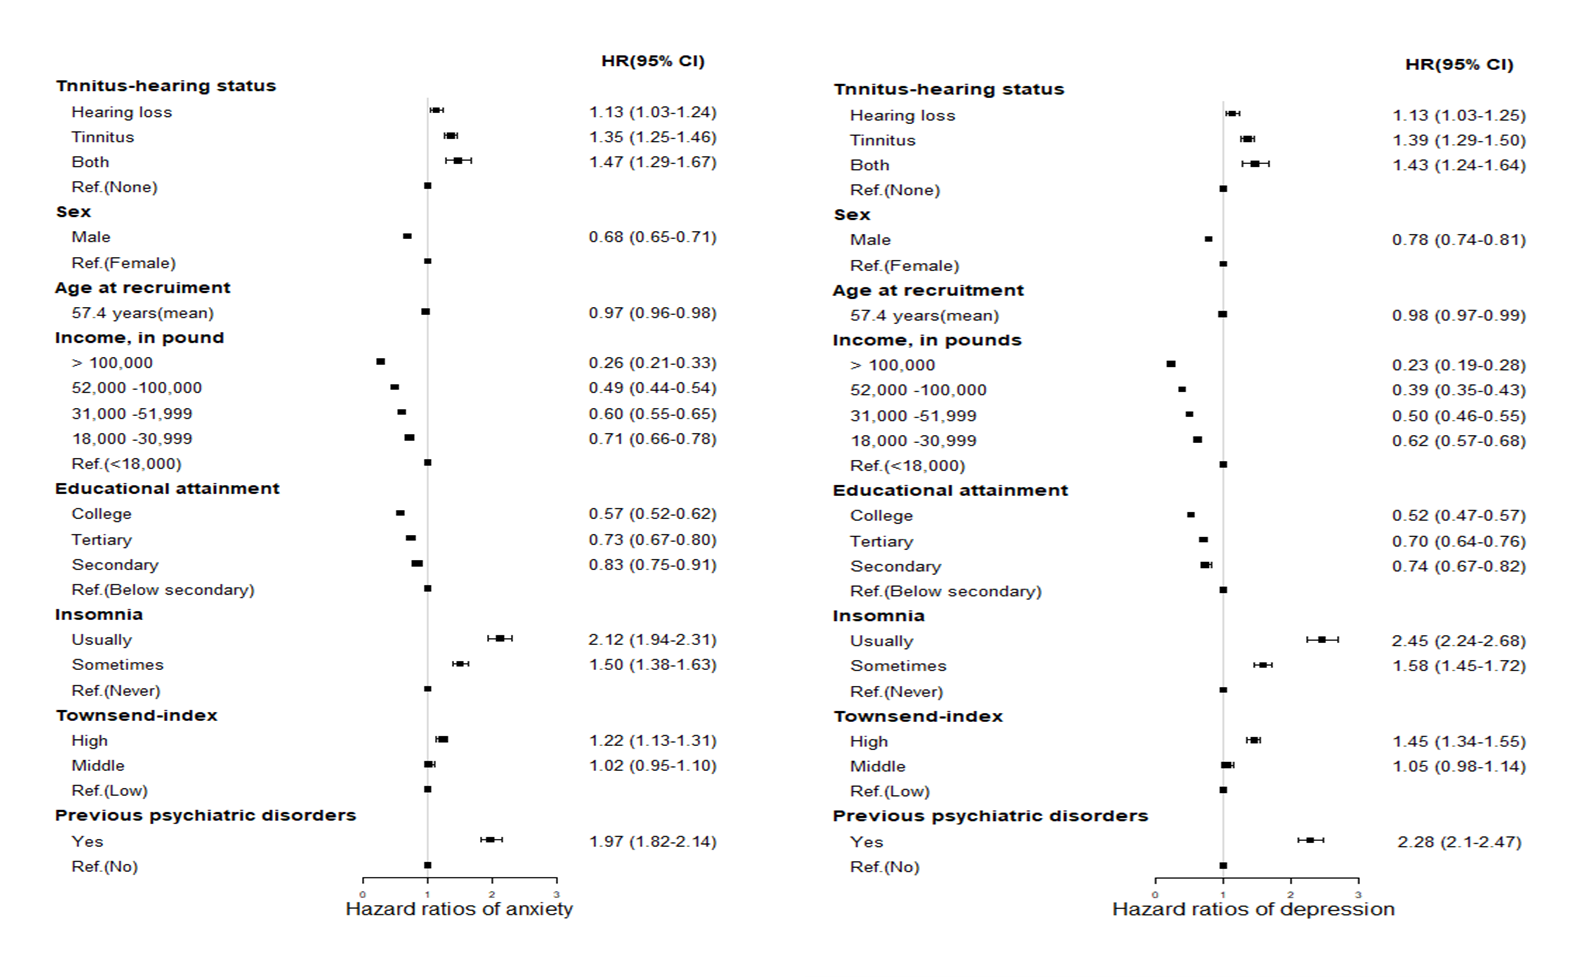 HR(95% CI)
Tnnitus-hearing status
Hearing loss 1.13 (1.03-1.24)
Tinnitus 1.35 (1.25-1.46)
Both 1.47 (1.29-1.67)
Ref.(None)
Sex
Male 0.68 (0.65-0.71)
Ref.(Female)
Age at recruiment
57.4 years(mean) 0.97 (0.96-0.98)
Income, in pound
> 100,000 0.26 (0.21-0.33)
52,000 -100,000 0.49 (0.44-0.54)
31,000 -51,999 0.60 (0.55-0.65)
18,000 -30,999 0.71 (0.66-0.78)
Ref.(<18,000)
Educational attainment
College 0.57 (0.52-0.62)
Tertiary 0.73 (0.67-0.80)
Secondary 0.83 (0.75-0.91)
Ref.(Below secondary)
Insomnia
Usually 2.12 (1.94-2.31)
Sometimes 1.50 (1.38-1.63)
Ref.(Never)
Townsend-index
High 1.22 (1.13-1.31)
Middle 1.02 (0.95-1.10)
Ref.(Low)
Previous psychiatric disorders
Yes 1.97 (1.82-2.14)
Ref.(No)
0 1 2 3
Hazard ratios of anxiety
HR(95% CI)
Tnnitus-hearing status
Hearing loss 1.13 (1.03-1.25)
Tinnitus 1.39 (1.29-1.50)
Both 1.43 (1.24-1.64)
Ref.(None)
Sex
Male 0.78 (0.74-0.81)
Ref.(Female)
Age at recruitment
57.4 years(mean) 0.98 (0.97-0.99)
Income, in pounds
> 100,000 0.23 (0.19-0.28)
52,000 -100,000 0.39 (0.35-0.43)
31,000 -51,999 0.50 (0.46-0.55)
18,000 -30,999 0.62 (0.57-0.68)
Ref.(<18,000)
Educational attainment
College 0.52 (0.47-0.57)
Tertiary 0.70 (0.64-0.76)
Secondary 0.74 (0.67-0.82)
Ref.(Below secondary)
Insomnia
Usually 2.45 (2.24-2.68)
Sometimes 1.58 (1.45-1.72)
Ref.(Never)
Townsend-index
High 1.45 (1.34-1.55)
Middle 1.05 (0.98-1.14)
Ref.(Low)
Previous psychiatric disorders
Yes 2.28 (2.1-2.47)
Ref.(No)
0 1 2 3
Hazard ratios of depression